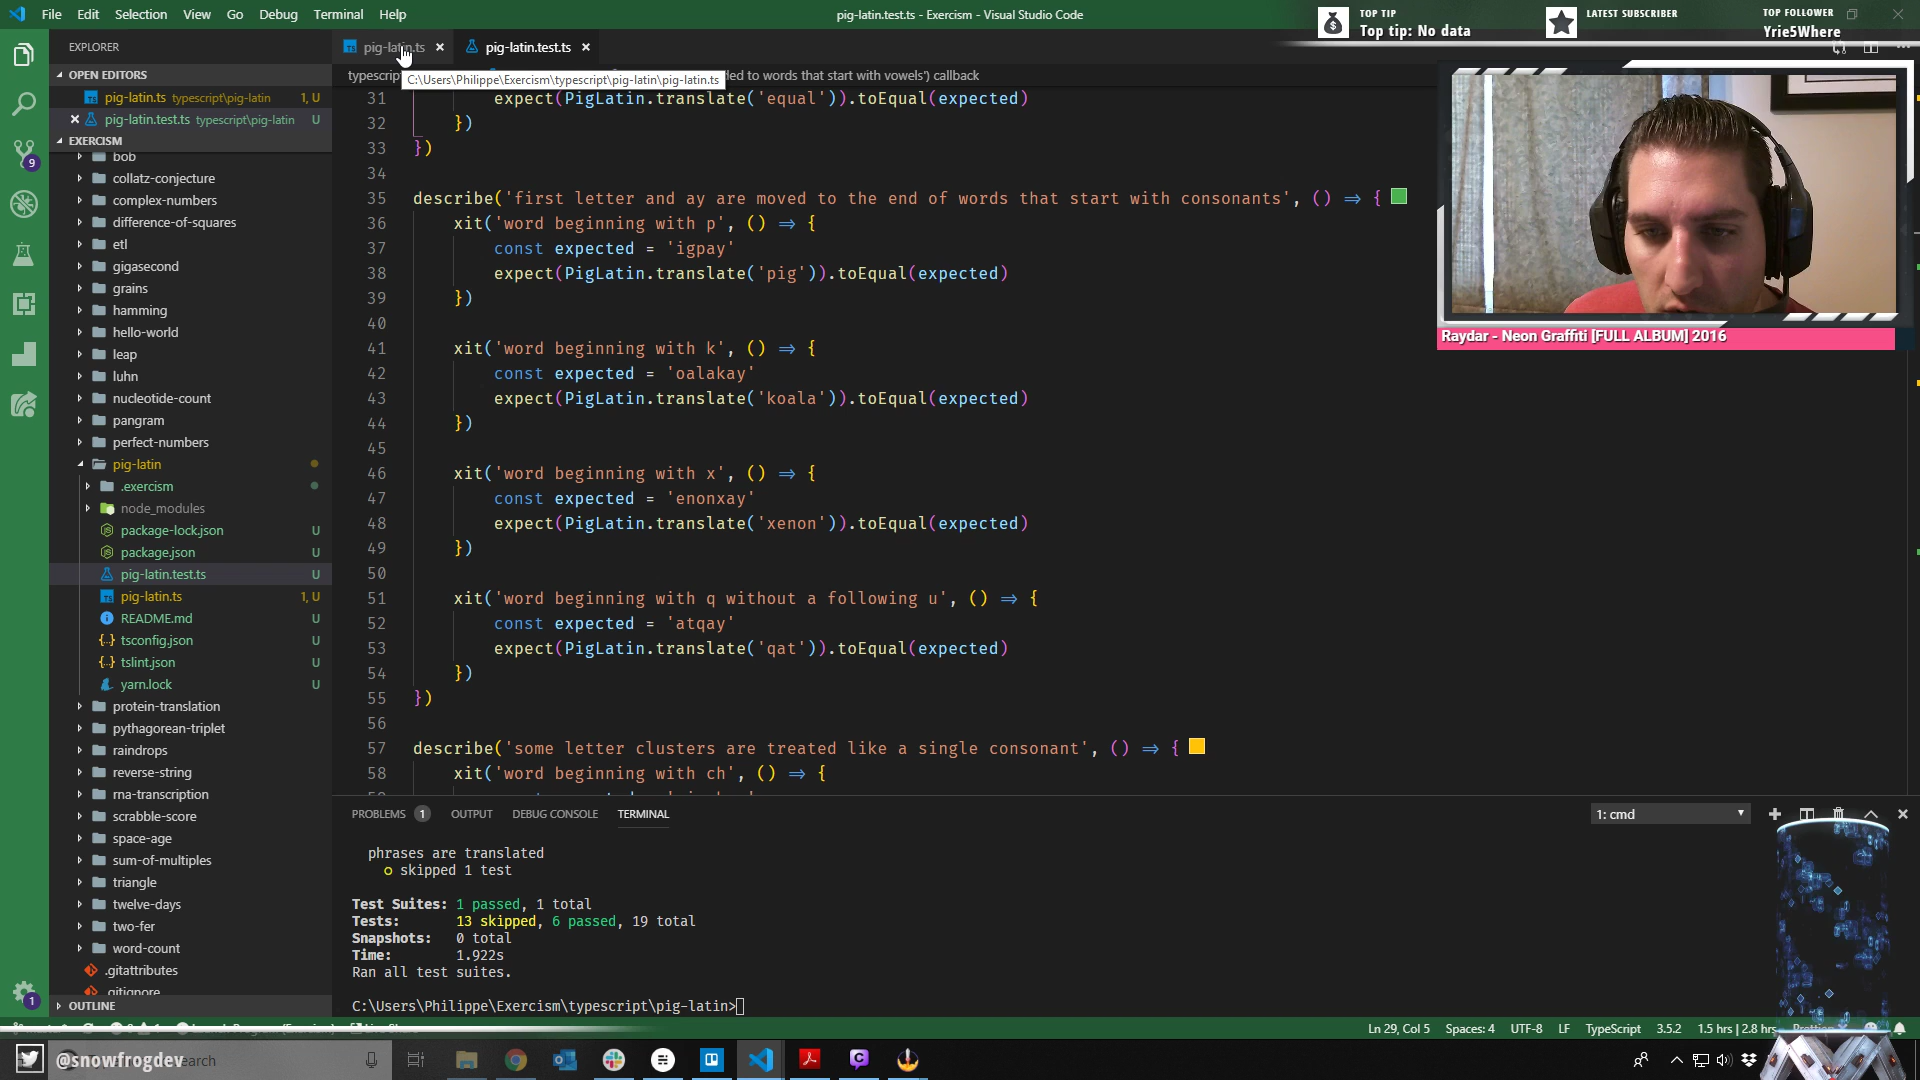 File Edit Selection View Go Debug Terminal Help
pig-latin.test.ts - Exercism - Visual Studio Code
TOP TIP
Top tip: No data
LATEST SUBSCRIBER
TOP FOLLOWER
Yrie5Where
EXPLORER
OPEN EDITORS
pig-latin.ts typescript\pig-latin 1, U
pig-latin.test.ts typescript\pig-latin U
EXERCISM
bob
collatz-conjecture
complex-numbers
difference-of-squares
etl
gigasecond
grains
hamming
hello-world
leap
luhn
nucleotide-count
pangram
perfect-numbers
pig-latin
.exercism
node_modules
package-lock.json U
package.json U
pig-latin.test.ts U
pig-latin.ts 1, U
README.md U
tsconfig.json U
tslint.json U
yarn.lock U
protein-translation
pythagorean-triplet
raindrops
reverse-string
rna-transcription
scrabble-score
space-age
sum-of-multiples
triangle
twelve-days
two-fer
word-count
.gitattributes
.gitignore
OUTLINE
9
1
pig-latin.ts
pig-latin.test.ts
typescript
C:\Users\Philippe\Exercism\typescript\pig-latin\pig-latin.ts
ded to words that start with vowels') callback
31 expect(PigLatin.translate('equal')).toEqual(expected)
32 })
33 })
34
35 describe('first letter and ay are moved to the end of words that start with consonants', () => {
36 xit('word beginning with p', () => {
37 const expected = 'igpay'
38 expect(PigLatin.translate('pig')).toEqual(expected)
39 })
40
41 xit('word beginning with k', () => {
42 const expected = 'oalakay'
43 expect(PigLatin.translate('koala')).toEqual(expected)
44 })
45
46 xit('word beginning with x', () => {
47 const expected = 'enonxay'
48 expect(PigLatin.translate('xenon')).toEqual(expected)
49 })
50
51 xit('word beginning with q without a following u', () => {
52 const expected = 'atqay'
53 expect(PigLatin.translate('qat')).toEqual(expected)
54 })
55 })
56
57 describe('some letter clusters are treated like a single consonant', () => {
58 xit('word beginning with ch', () => {
Raydar - Neon Graffiti [FULL ALBUM] 2016
PROBLEMS 1 OUTPUT DEBUG CONSOLE TERMINAL
1: cmd
phrases are translated
o skipped 1 test
Test Suites: 1 passed, 1 total
Tests: 13 skipped, 6 passed, 19 total
Snapshots: 0 total
Time: 1.922s
Ran all test suites.
C:\Users\Philippe\Exercism\typescript\pig-latin>
Ln 29, Col 5 Spaces: 4 UTF-8 LF TypeScript 3.5.2 1.5 hrs | 2.8 hrs
@snowfrogdev